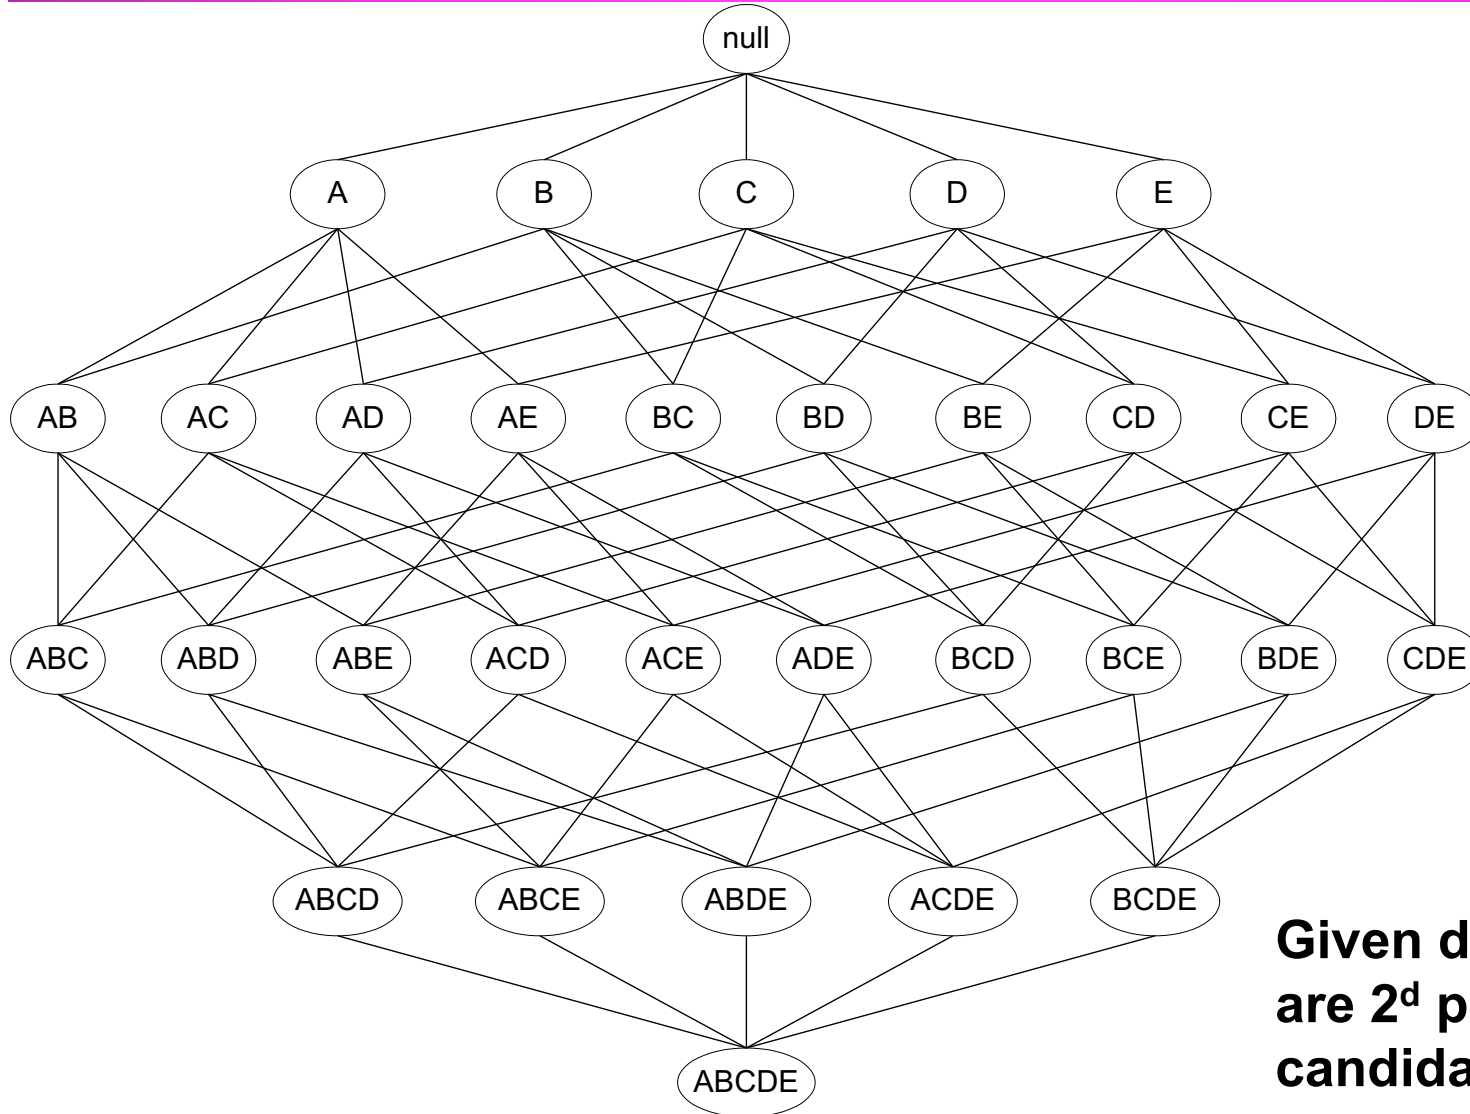 null
A B C D E
AB AC AD AE BC BD BE CD CE DE
ABC ABD ABE ACD ACE ADE BCD BCE BDE CDE
ABCD ABCE ABDE ACDE BCDE
Given
are 2ᵈ
ABCDE